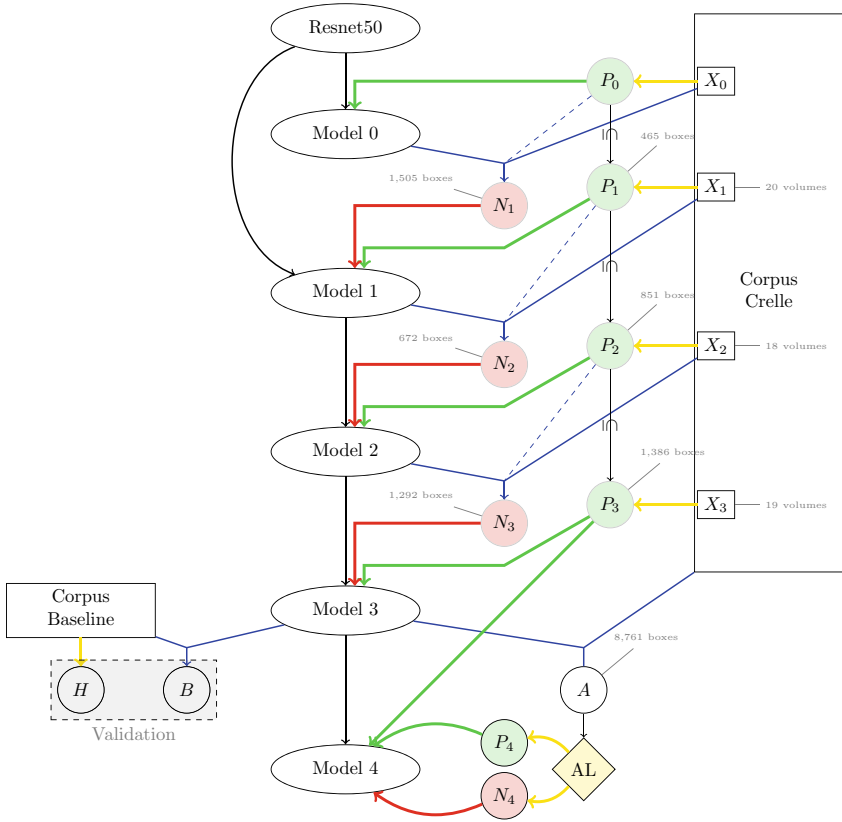 Resnet50
P₀
X₀
Model 0
⊆
465 boxes
1,505 boxes
P₁
X₁
20 volumes
N₁
⊆
Corpus
Crelle
Model 1
851 boxes
672 boxes
P₂
X₂
18 volumes
N₂
⊆
Model 2
1,386 boxes
1,292 boxes
P₃
X₃
19 volumes
N₃
Corpus
Baseline
Model 3
8,761 boxes
H
B
A
Validation
P₄
Model 4
AL
N₄